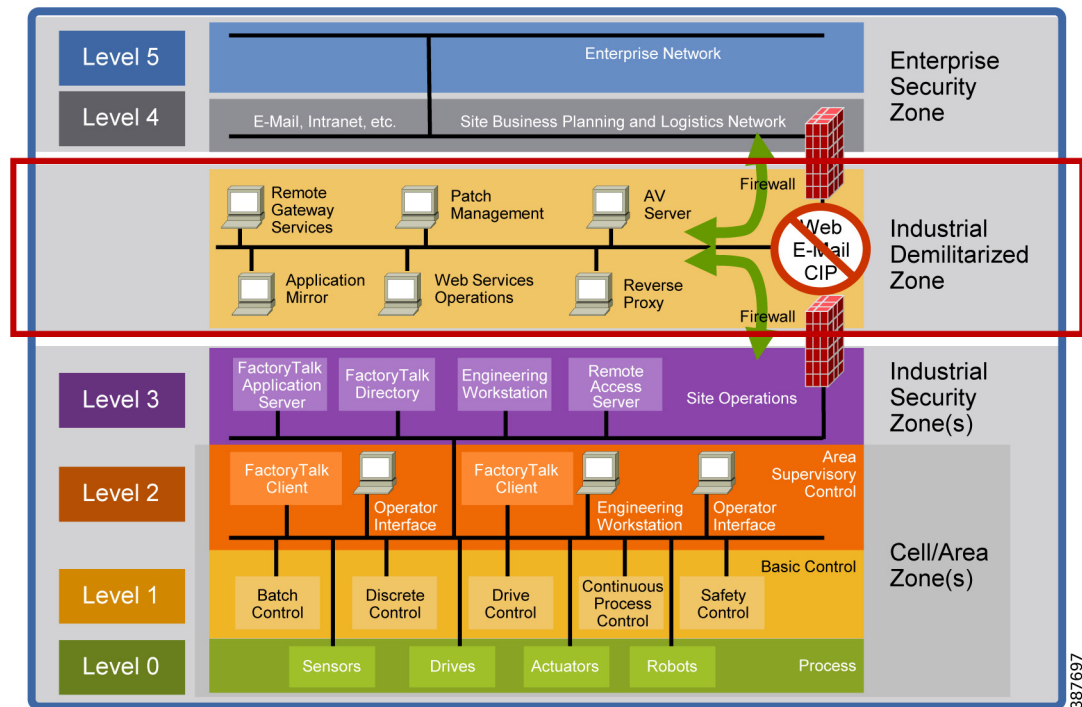 Level 5
Enterprise Network
Enterprise
Security
Zone
Level 4
E-Mail, Intranet, etc.
Site Business Planning and Logistics Network
Remote
Gateway
Services
Patch
Management
AV
Server
Firewall
Web
E-Mail
CIP
Industrial
Demilitarized
Zone
Application
Mirror
Web Services
Operations
Reverse
Proxy
Firewall
Level 3
FactoryTalk
Application
Server
FactoryTalk
Directory
Engineering
Workstation
Remote
Access
Server
Site Operations
Industrial
Security
Zone(s)
Level 2
FactoryTalk
Client
Operator
Interface
FactoryTalk
Client
Engineering
Workstation
Operator
Interface
Area
Supervisory
Control
Cell/Area
Zone(s)
Level 1
Basic Control
Batch
Control
Discrete
Control
Drive
Control
Continuous
Process
Control
Safety
Control
Level 0
Sensors
Drives
Actuators
Robots
Process
387697